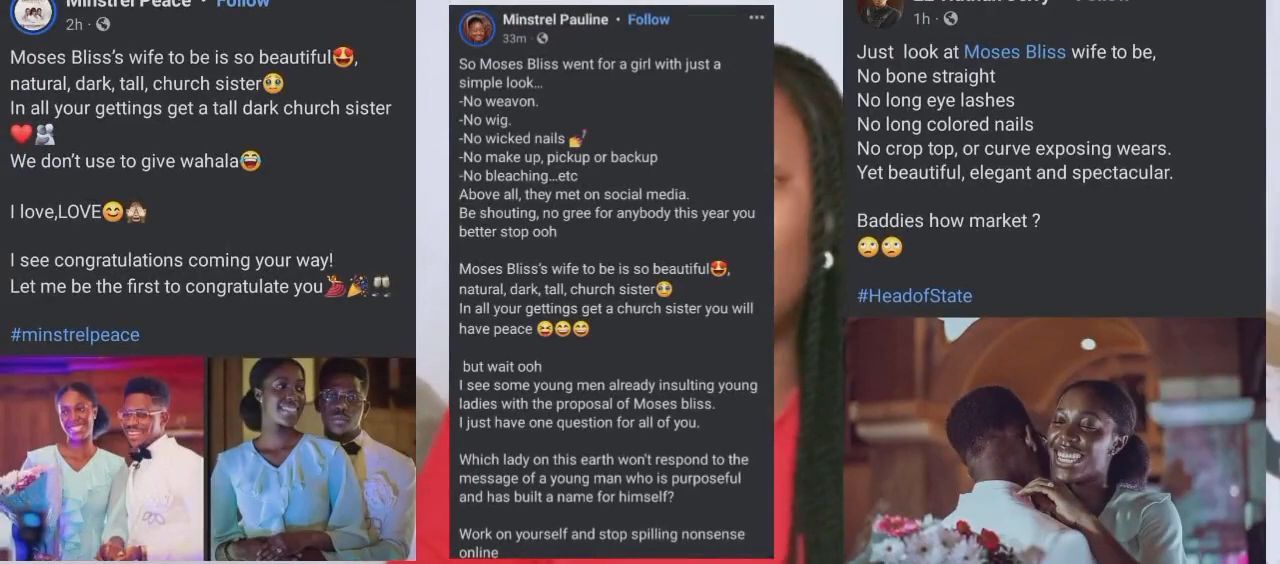 Minstrel Peace · Follow
2h ·
Moses Bliss's wife to be is so beautiful🤩,
natural, dark, tall, church sister🥹
In all your gettings get a tall dark church sister
❤️🫂
We don't use to give wahala😂
I love,LOVE😊🙈
I see congratulations coming your way!
Let me be the first to congratulate you💃🎉🥂
#minstrelpeace
Minstrel Pauline · Follow
33m ·
So Moses Bliss went for a girl with just a
simple look...
-No weavon.
-No wig.
-No wicked nails 💅
-No make up, pickup or backup
-No bleaching...etc
Above all, they met on social media.
Be shouting, no gree for anybody this year you
better stop ooh
Moses Bliss's wife to be is so beautiful🤩,
natural, dark, tall, church sister🥹
In all your gettings get a church sister you will
have peace 😝😅😅
but wait ooh
I see some young men already insulting young
ladies with the proposal of Moses bliss.
I just have one question for all of you.
Which lady on this earth won't respond to the
message of a young man who is purposeful
and has built a name for himself?
Work on yourself and stop spilling nonsense
online
1h ·
Just look at Moses Bliss wife to be,
No bone straight
No long eye lashes
No long colored nails
No crop top, or curve exposing wears.
Yet beautiful, elegant and spectacular.
Baddies how market ?
🙄🙄
#HeadofState